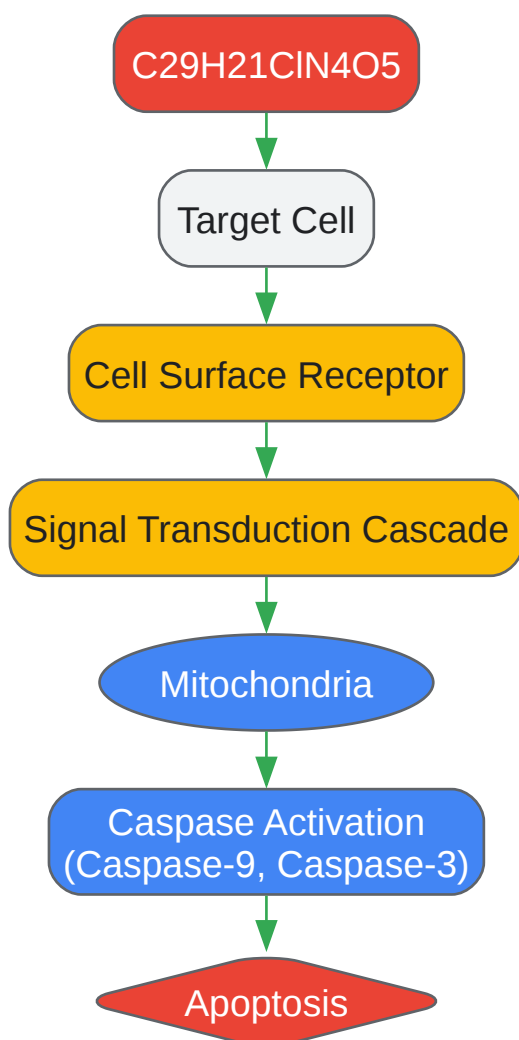 C29H21ClN4O5
Target Cell
Cell Surface Receptor
Signal Transduction Cascade
Mitochondria
Caspase Activation
(Caspase-9, Caspase-3)
Apoptosis